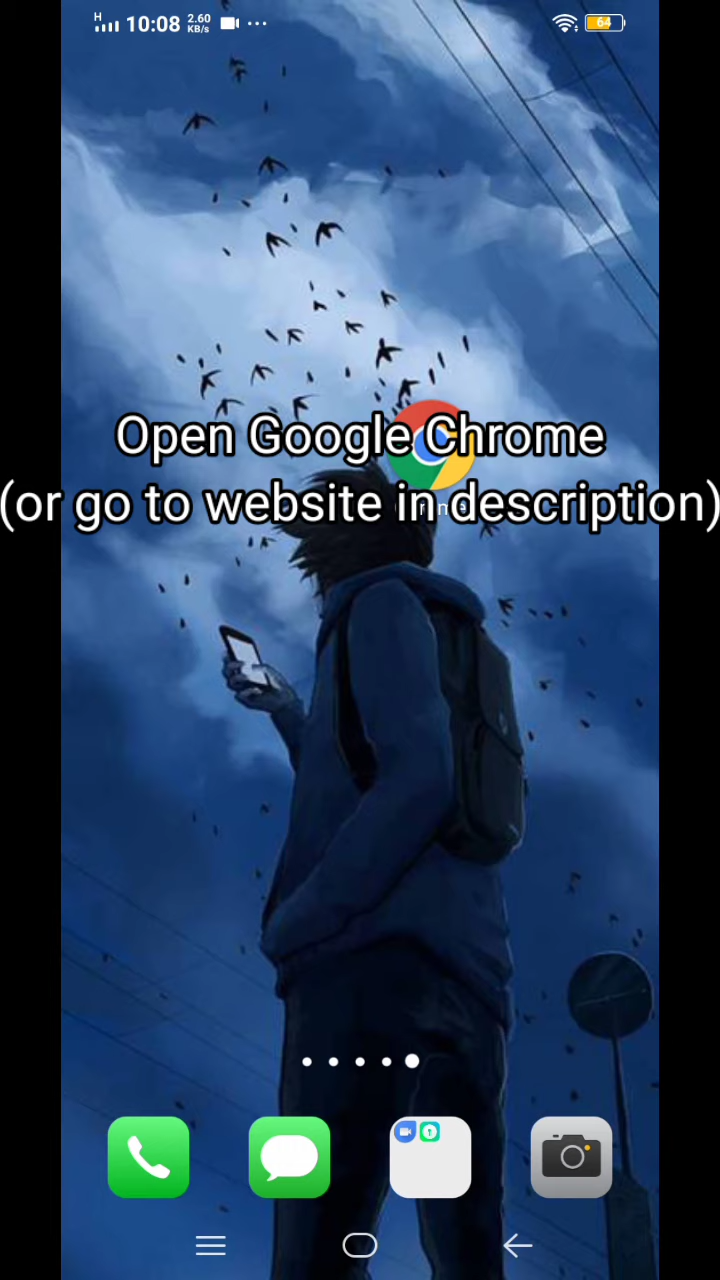 H 10:08 2.60 KB/s 64
Open Google Chrome
(or go to website in description)